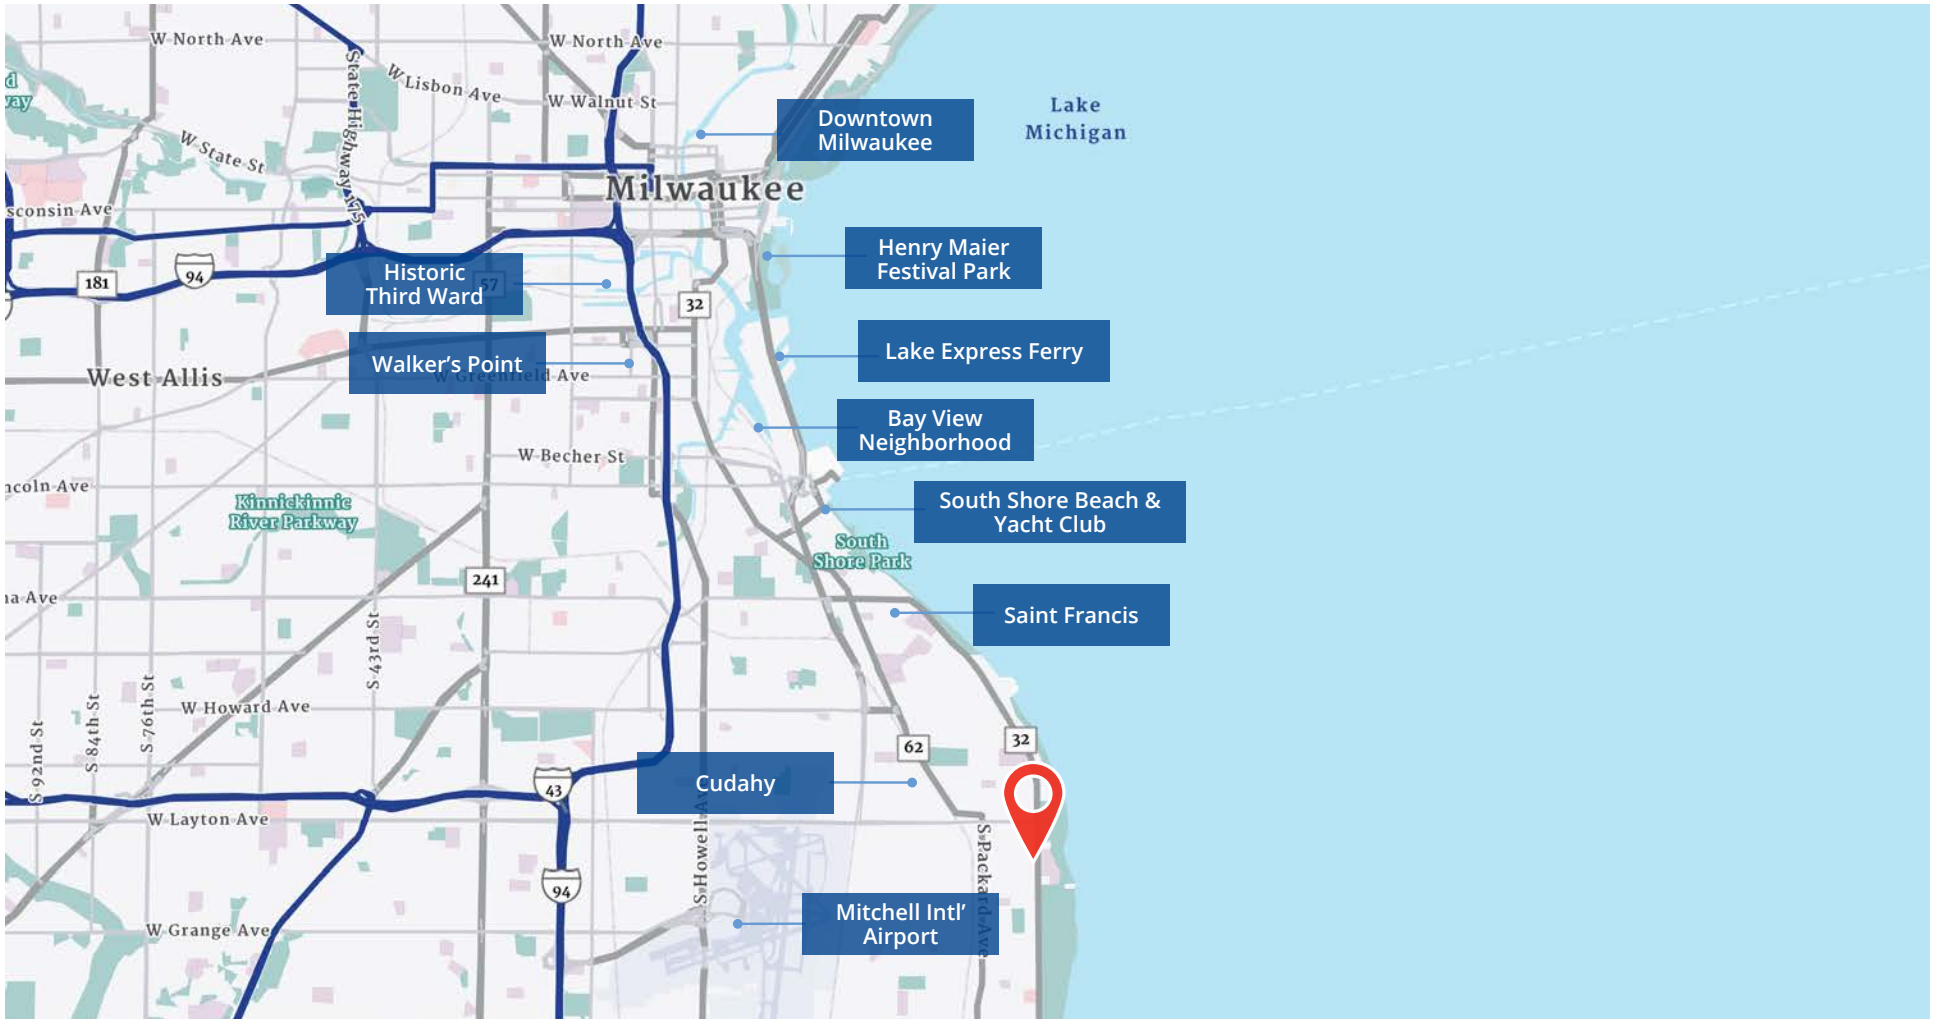 W North Ave
W North Ave
State Highway 175
W Lisbon Ave
W Walnut St
Lake
Michigan
Downtown
Milwaukee
W State St
Milwaukee
sconsin Ave
Henry Maier
Festival Park
Historic
Third Ward
94
181
57
32
Lake Express Ferry
Walker's Point
West Allis
W Greenfield Ave
Bay View
Neighborhood
W Becher St
ncoln Ave
Kinnickinnic
River Parkway
South Shore Beach &
Yacht Club
South
Shore Park
241
na Ave
Saint Francis
S 43rd St
S 76th St
S 84th St
S 92nd St
W Howard Ave
62
32
43
Cudahy
W Layton Ave
S Howell Ave
S Packard Ave
94
Mitchell Intl'
Airport
W Grange Ave